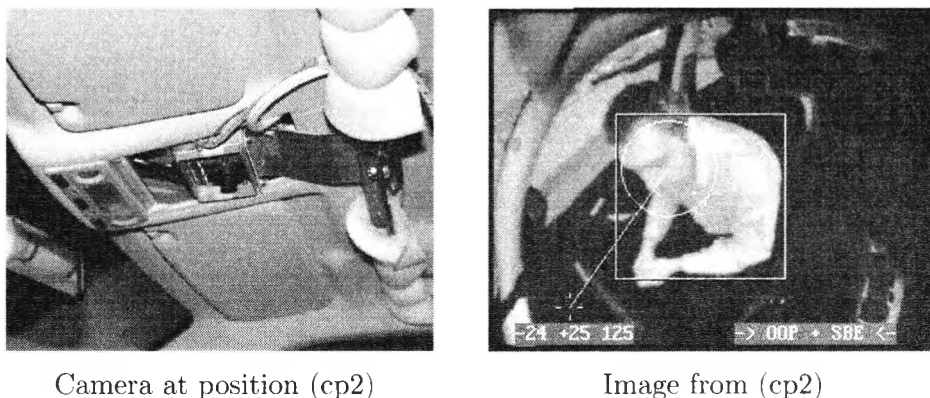 -24 +25 125
-> OOP + SBE <-
Camera at position (cp2)
Image from (cp2)